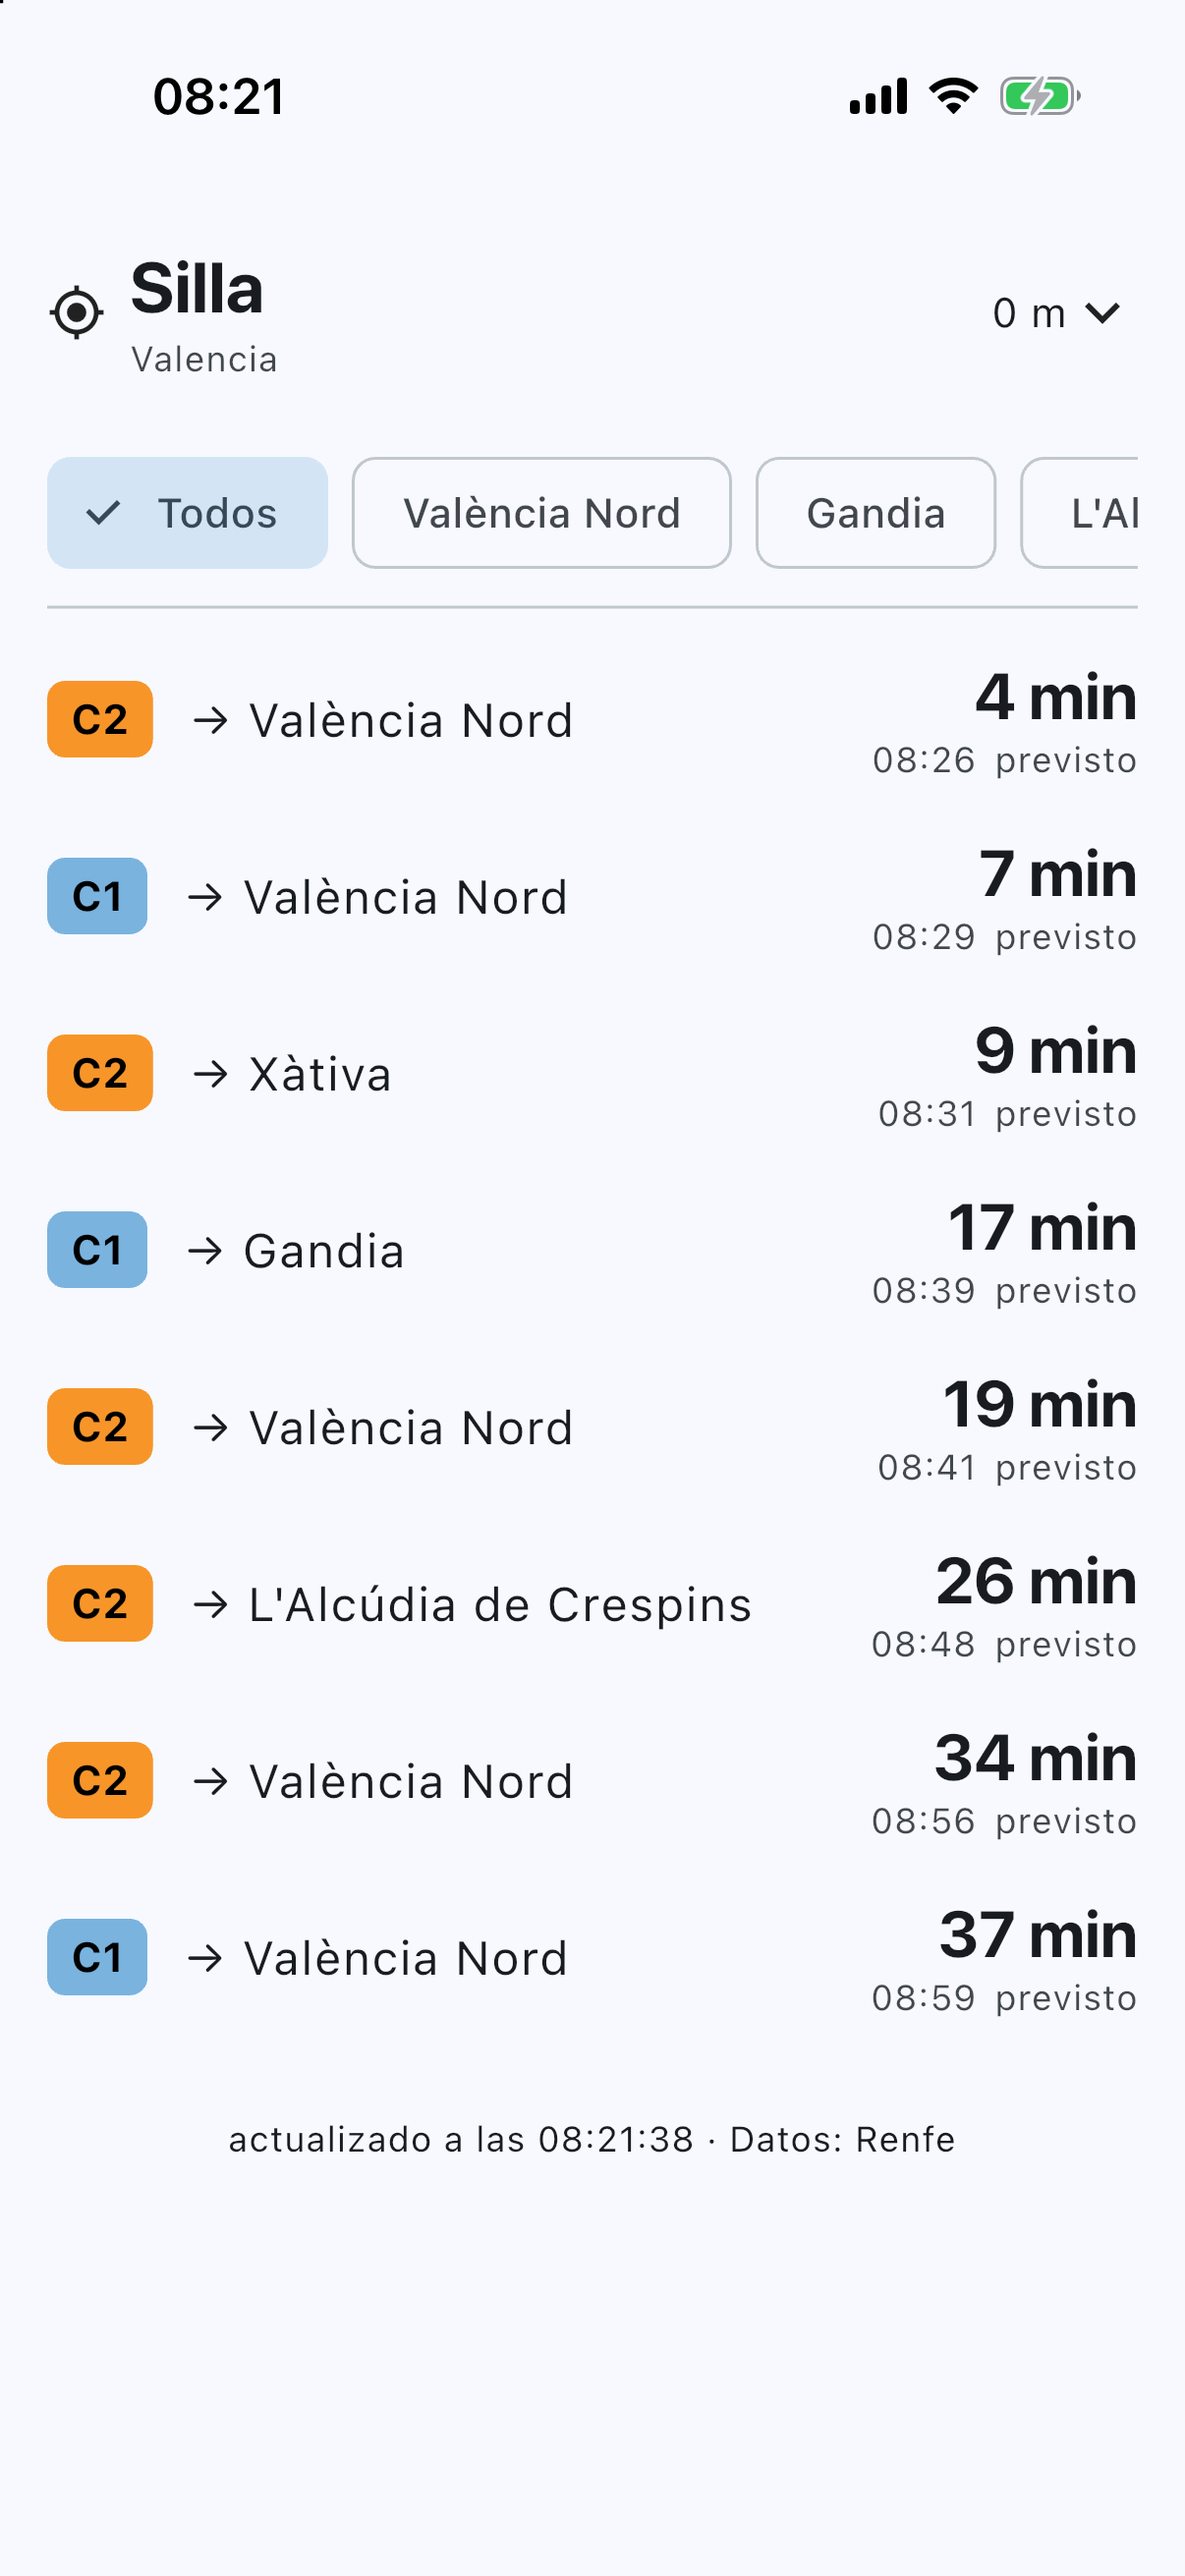 08:21
Silla
Valencia
0 m
Todos
València Nord
Gandia
L'Al
C2 → València Nord
4 min
08:26 previsto
C1 → València Nord
7 min
08:29 previsto
C2 → Xàtiva
9 min
08:31 previsto
C1 → Gandia
17 min
08:39 previsto
C2 → València Nord
19 min
08:41 previsto
C2 → L'Alcúdia de Crespins
26 min
08:48 previsto
C2 → València Nord
34 min
08:56 previsto
C1 → València Nord
37 min
08:59 previsto
actualizado a las 08:21:38 · Datos: Renfe